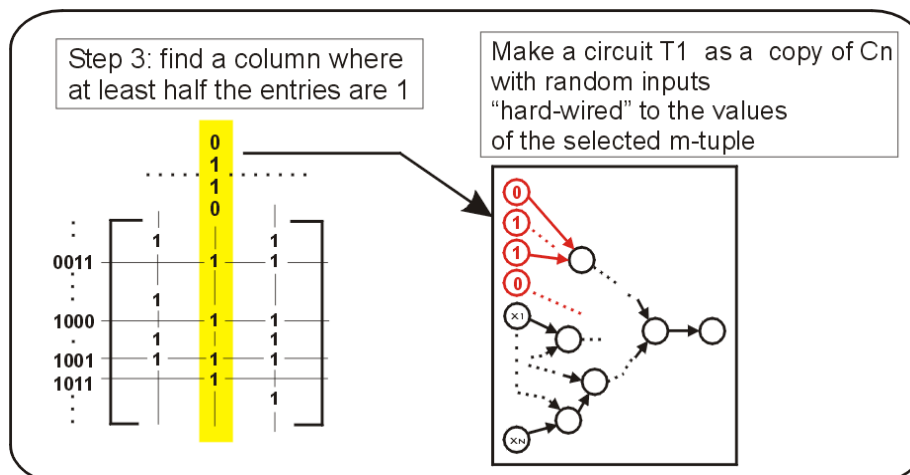 Step 3: find a column where
at least half the entries are 1
Make a circuit T1 as a copy of Cn
with random inputs
“hard-wired” to the values
of the selected m-tuple
0
1
1
0
1
0011 1 1
1
1000 1 1
1 1
1001 1 1 1
1011 1
1
0
1
1
0
X1
XN